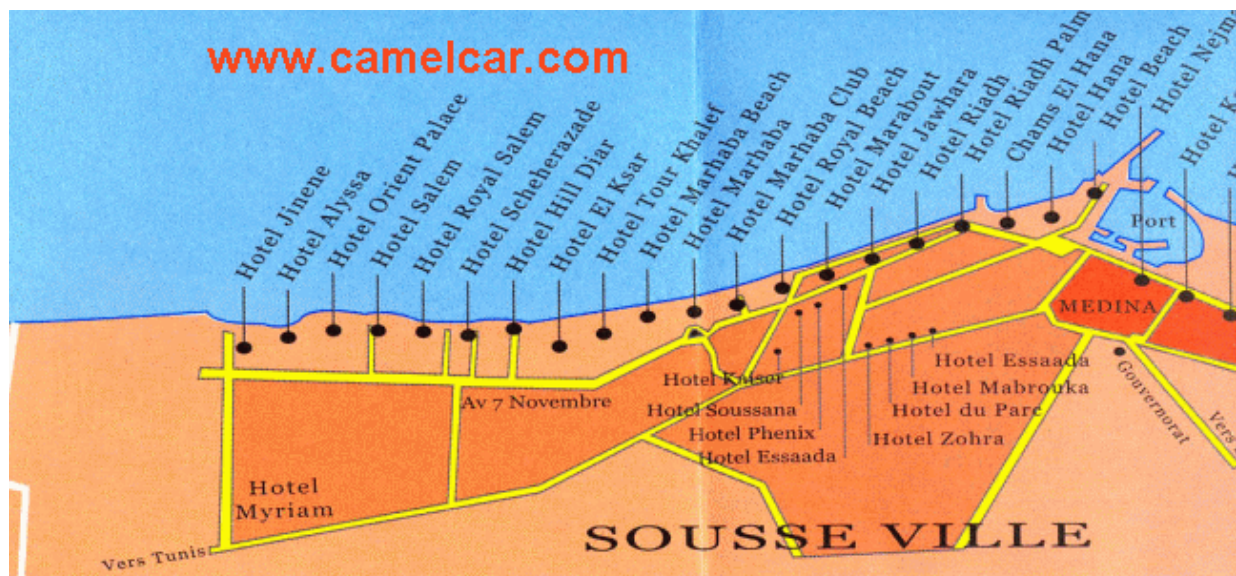 www.camelcar.com
Hotel Jinene
Hotel Alyssa
Hotel Orient Palace
Hotel Salem
Hotel Royal Salem
Hotel Scheherazade
Hotel Hill Diar
Hotel El Ksar
Hotel Tour Khalef
Hotel Marhaba Beach
Hotel Marhaba
Hotel Marhaba Club
Hotel Royal Beach
Hotel Marabout
Hotel Jawhara
Hotel Riadh
Hotel Riadh Palm
Chams El Hana
Hotel Hana
Hotel Beach
Hotel Nejm
Hotel
Port
MEDINA
Hotel Essaada
Hotel Kaiser
Hotel Mabrouka
Av 7 Novembre
Hotel Soussana
Hotel du Parc
Gouvernorat
Hotel Phenix
Hotel Zohra
Vers
Hotel Essaada
Hotel
Myriam
SOUSSE VILLE
Vers Tunis